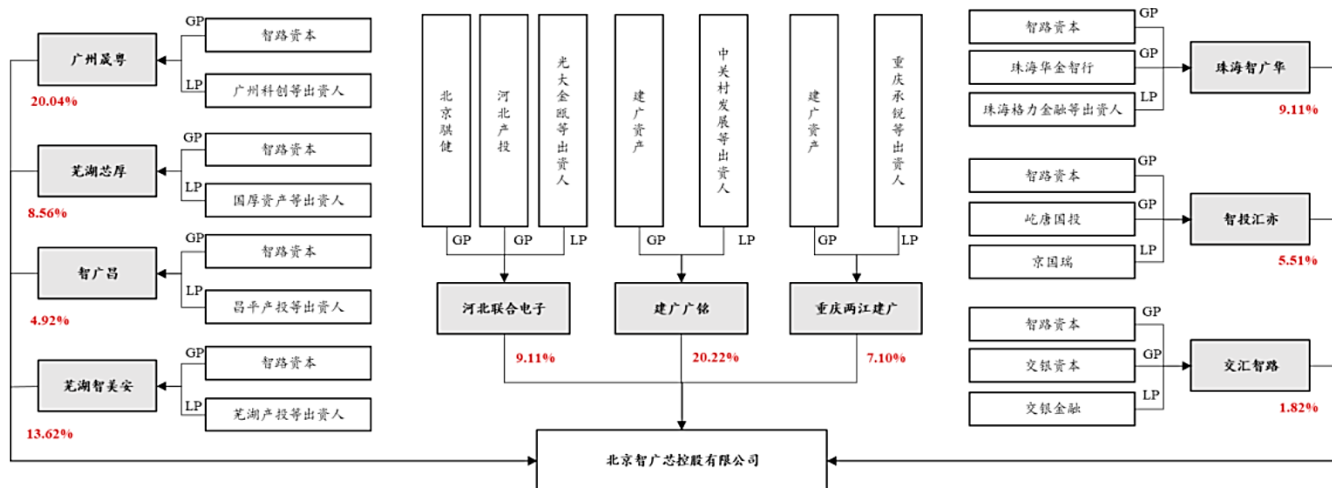 广州晟粤
20.04%
GP
智路资本
LP
广州科创等出资人
芜湖芯厚
8.56%
GP
智路资本
LP
国厚资产等出资人
智广昌
4.92%
GP
智路资本
LP
昌平产投等出资人
芜湖智美安
13.62%
GP
智路资本
LP
芜湖产投等出资人
北京骐健
河北产投
光大金瓯等出资人
GP
GP
LP
河北联合电子
9.11%
建广资产
中关村发展等出资人
GP
LP
建广广铭
20.22%
建广资产
重庆承锐等出资人
GP
LP
重庆两江建广
7.10%
智路资本
GP
珠海华金智行
GP
珠海格力金融等出资人
LP
珠海智广华
9.11%
智路资本
GP
屹唐国投
GP
京国瑞
LP
智投汇亦
5.51%
智路资本
GP
交银资本
GP
交银金融
LP
交汇智路
1.82%
北京智广芯控股有限公司